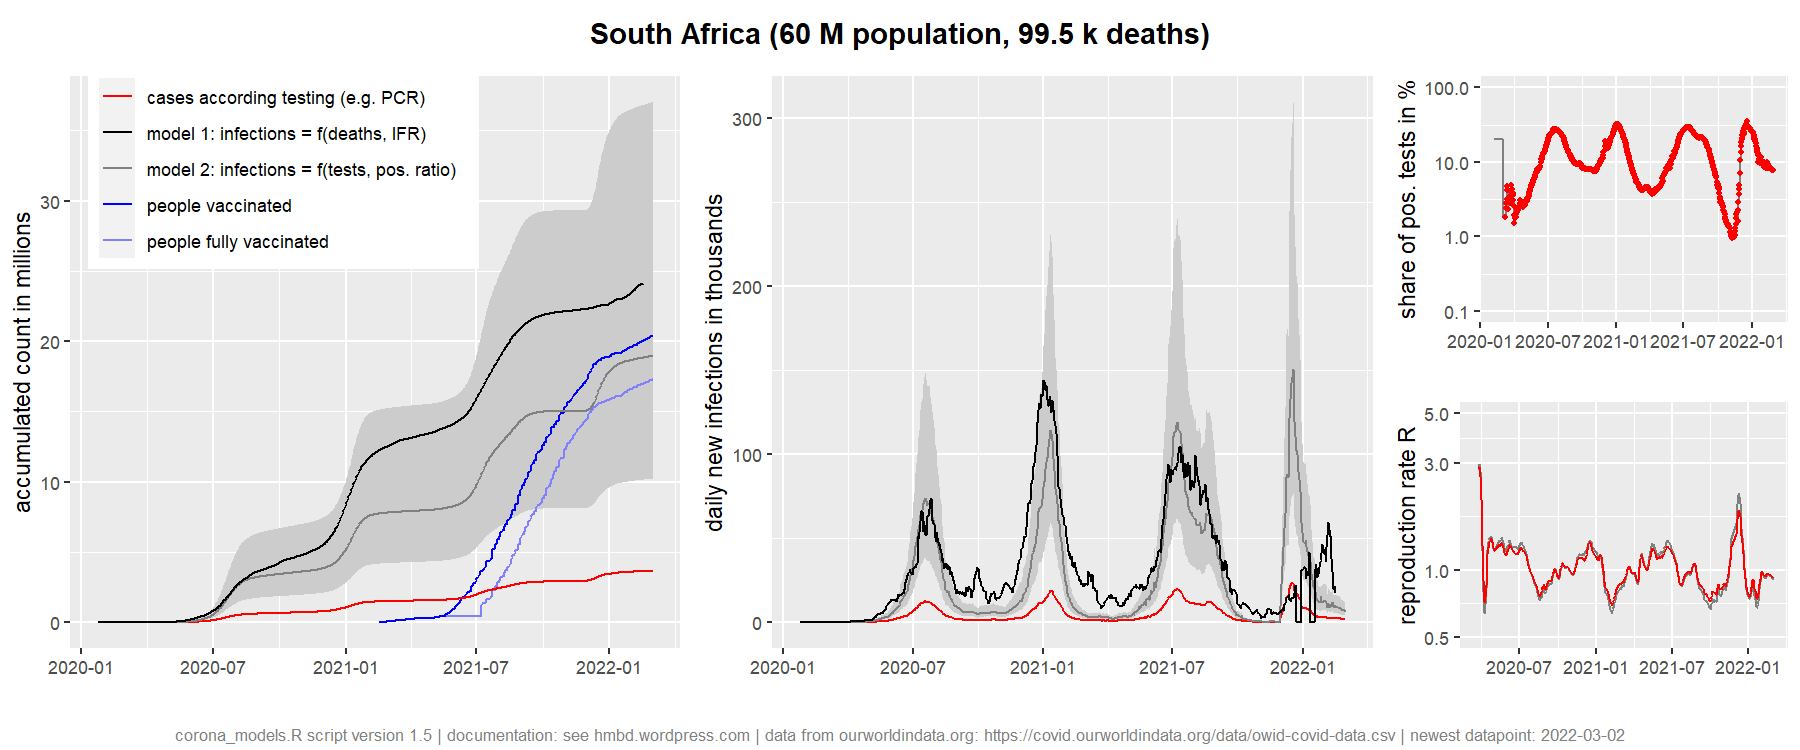 South Africa (60 M population, 99.5 k deaths)
accumulated count in millions
cases according testing (e.g. PCR)
model 1: infections = f(deaths, IFR)
model 2: infections = f(tests, pos. ratio)
people vaccinated
people fully vaccinated
30
20
10
0
2020-01 2020-07 2021-01 2021-07 2022-01
daily new infections in thousands
300
200
100
0
2020-01 2020-07 2021-01 2021-07 2022-01
share of pos. tests in %
100.0
10.0
1.0
0.1
2020-01 2020-07 2021-01 2021-07 2022-01
reproduction rate R
5.0
3.0
1.0
0.5
2020-07 2021-01 2021-07 2022-01
corona_models.R script version 1.5 | documentation: see hmbd.wordpress.com | data from ourworldindata.org: https://covid.ourworldindata.org/data/owid-covid-data.csv | newest datapoint: 2022-03-02